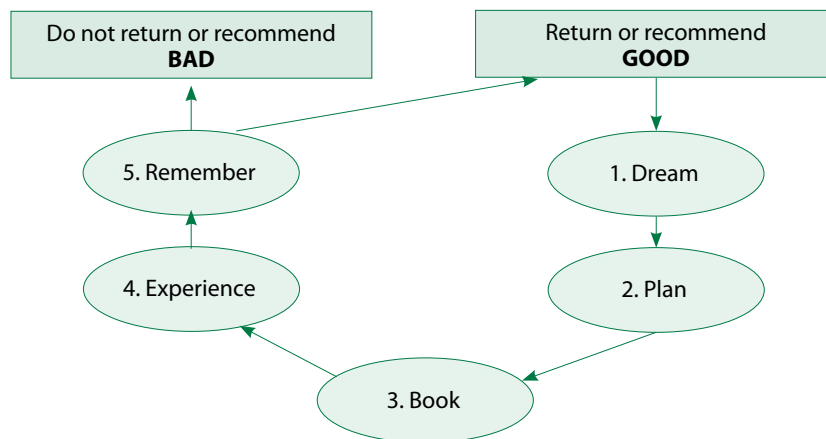 Do not return or recommend
BAD
Return or recommend
GOOD
5. Remember
1. Dream
4. Experience
2. Plan
3. Book